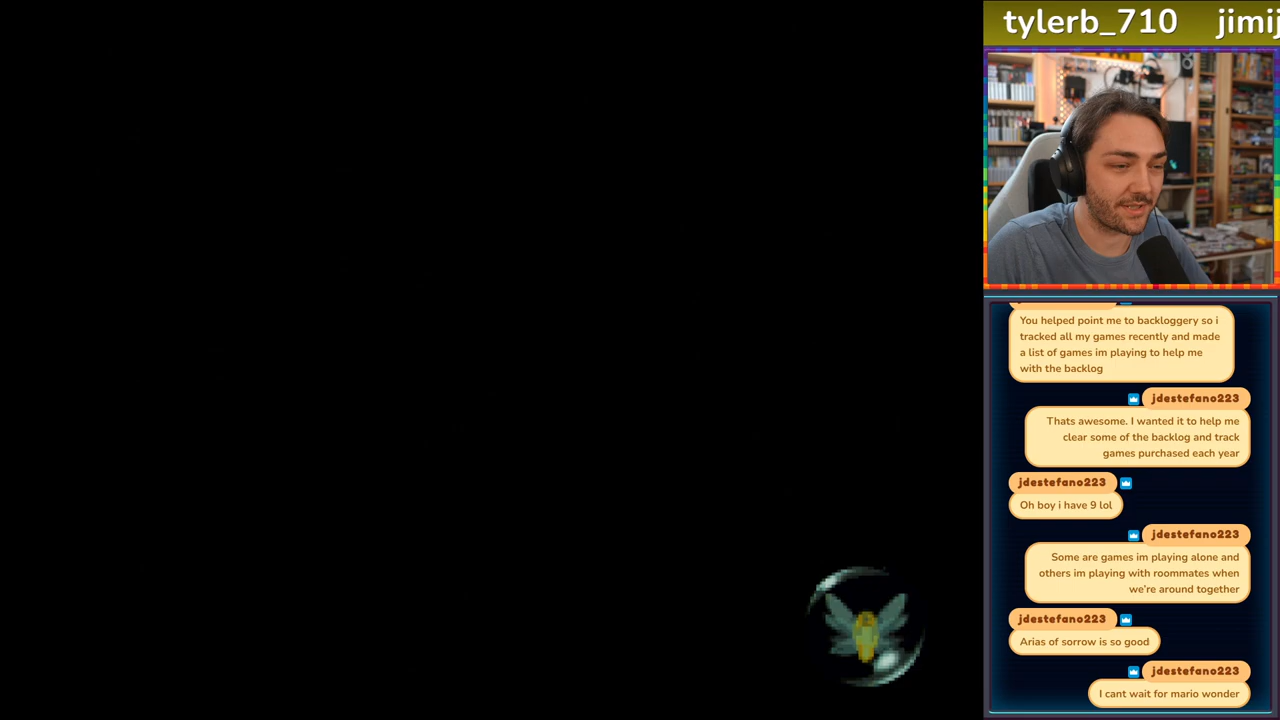 tylerb_710 jimij
You helped point me to backloggery so i
tracked all my games recently and made
a list of games im playing to help me
with the backlog
jdestefano223
Thats awesome. I wanted it to help me
clear some of the backlog and track
games purchased each year
jdestefano223
Oh boy i have 9 lol
jdestefano223
Some are games im playing alone and
others im playing with roommates when
we're around together
jdestefano223
Arias of sorrow is so good
jdestefano223
I cant wait for mario wonder